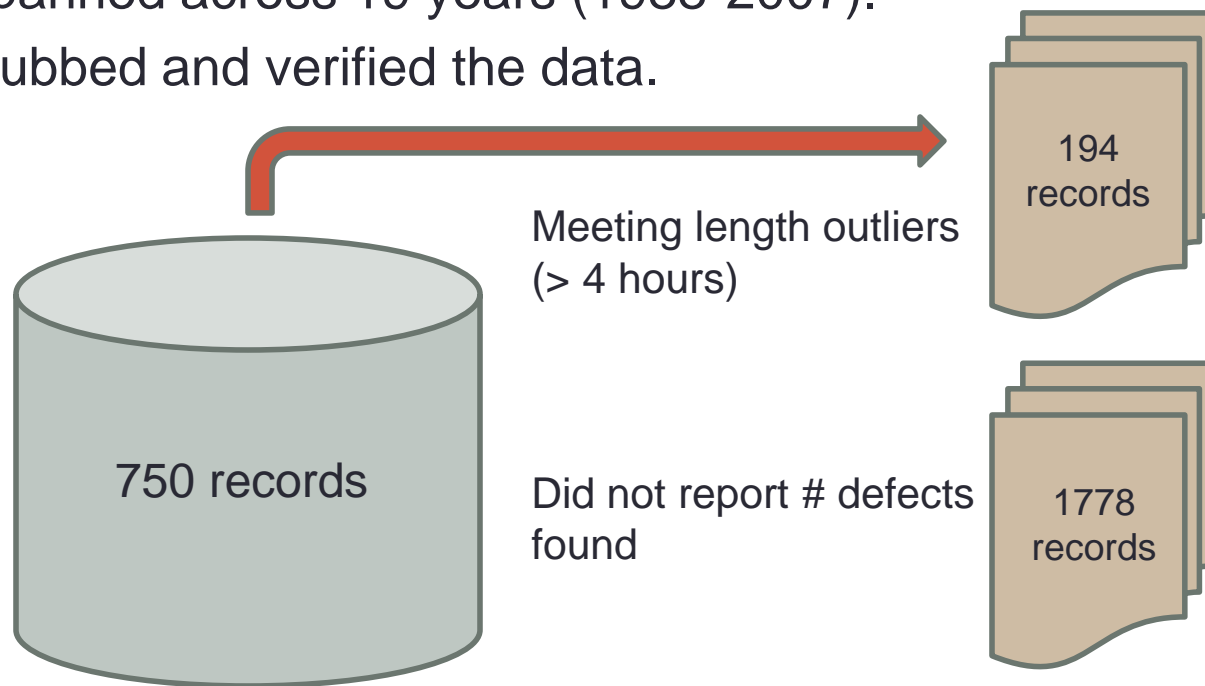 across
ubbed and verified the data.
194
records
Meeting length outliers
(> 4 hours)
750 records
Did not report # defects
found
1778
records